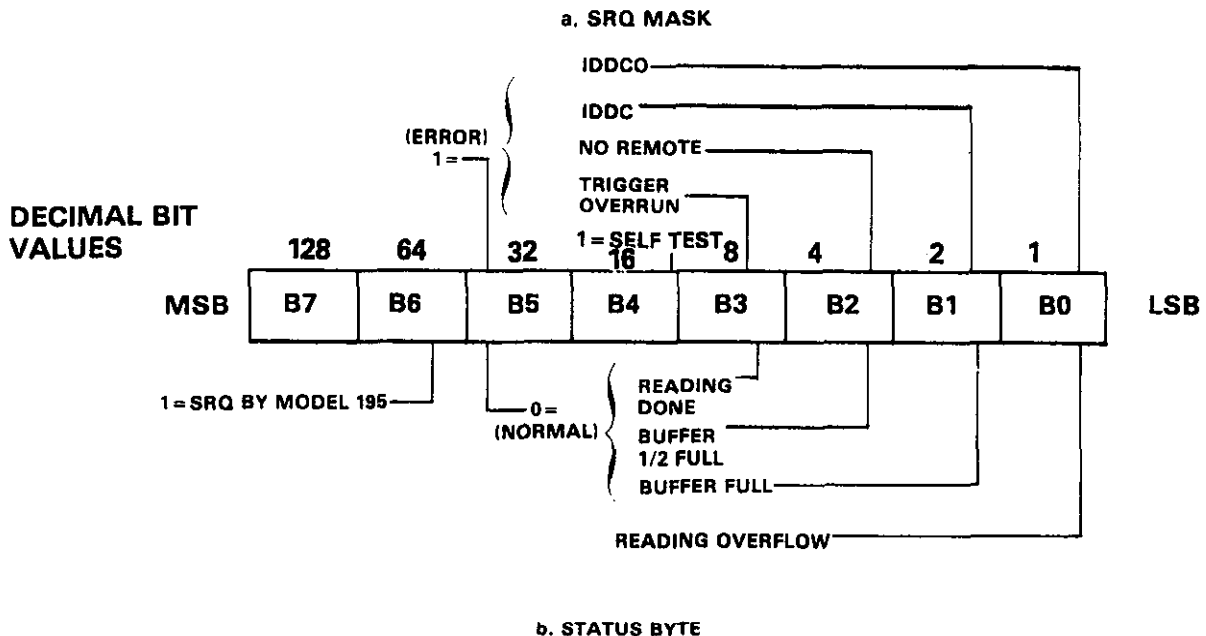 a. SRQ MASK
IDDCO
IDDC
(ERROR)
1=
NO REMOTE
TRIGGER
OVERRUN
DECIMAL BIT
VALUES
1=SELF TEST
128 64 32 16 8 4 2 1
MSB B7 B6 B5 B4 B3 B2 B1 B0 LSB
1=SRQ BY MODEL 195
0=
(NORMAL)
READING
DONE
BUFFER
1/2 FULL
BUFFER FULL
READING OVERFLOW
b. STATUS BYTE